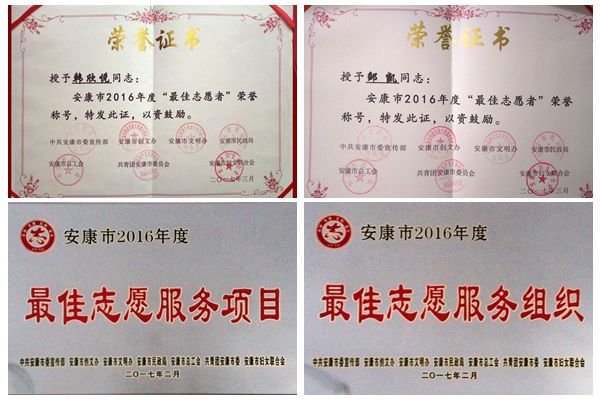 荣誉证书
授予韩欣悦同志：
安康市2016年度“最佳志愿者”荣誉
称号，特发此证，以资鼓励。
中共安康市委宣传部 安康市创文办 安康市文明办 安康市民政局
安康市总工会 共青团安康市委员会 安康市妇女联合会
二〇一七年三月
荣誉证书
授予邹凯同志：
安康市2016年度“最佳志愿者”荣誉
称号，特发此证，以资鼓励。
中共安康市委宣传部 安康市创文办 安康市文明办 安康市民政局
安康市总工会 共青团安康市委员会 安康市妇女联合会
二〇一七年三月
安康市2016年度
最佳志愿服务项目
中共安康市委宣传部 安康市创文办 安康市文明办 安康市民政局 安康市总工会 共青团安康市委 安康市妇女联合会
二〇一七年二月
安康市2016年度
最佳志愿服务组织
中共安康市委宣传部 安康市创文办 安康市文明办 安康市民政局 安康市总工会 共青团安康市委 安康市妇女联合会
二〇一七年二月